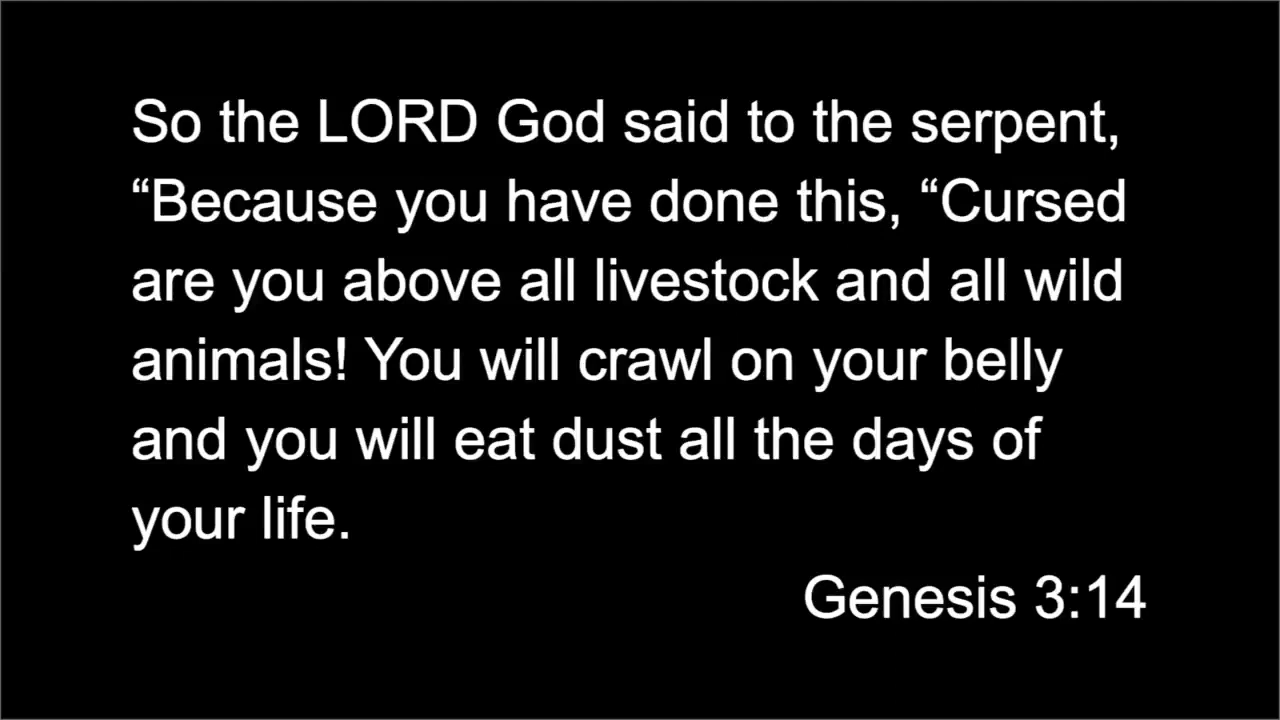 So the LORD God said to the serpent,
“Because you have done this, “Cursed
are you above all livestock and all wild
animals! You will crawl on your belly
and you will eat dust all the days of
your life.
Genesis 3:14